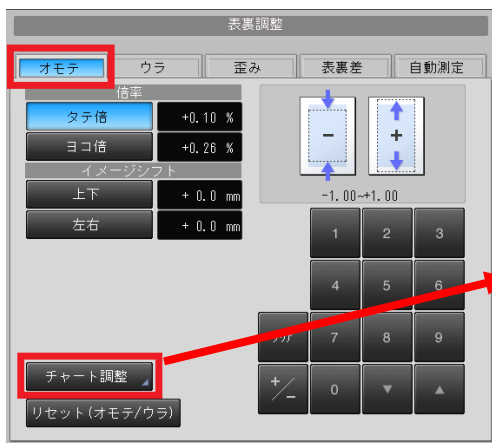 表裏調整
オモテ ウラ 歪み 表裏差 自動測定
倍率
タテ倍 +0.10 %
ヨコ倍 +0.26 %
イメージシフト
上下 + 0.0 mm
左右 + 0.0 mm
- +
-1.00~+1.00
1 2 3
4 5 6
7 8 9
チャート調整
+/- 0 ▼ ▲
リセット(オモテ/ウラ)